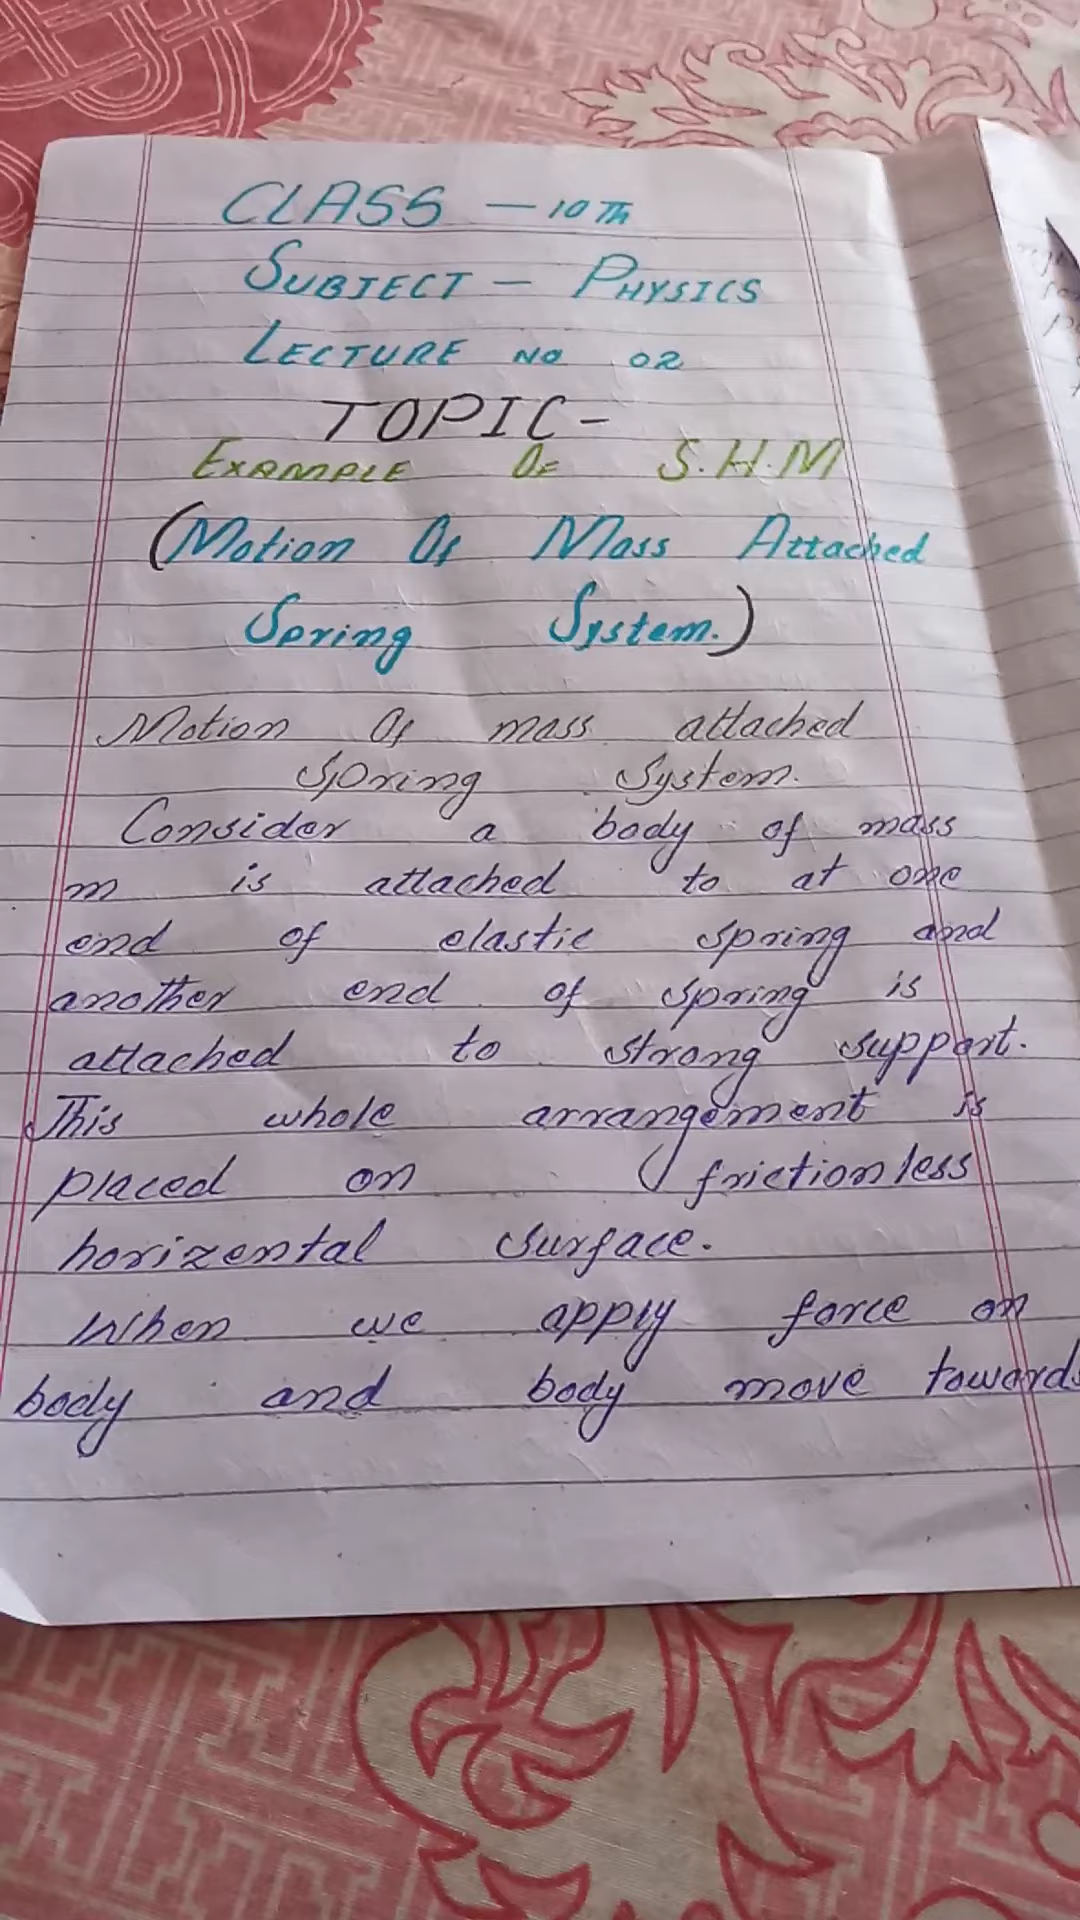 CLASS - 10Th
SUBJECT - PHYSICS
LECTURE NO 02
TOPIC-
EXAMPLE OF S.H.M
(Motion Of Mass Attached
Spring System.)
Motion Of mass attached
Spring System.
Consider a body of mass
m is attached to at one
end of elastic spring and
another end of spring is
attached to strong support.
This whole arrangement is
placed on frictionless
horizental surface.
When we apply force on
body and body move towards